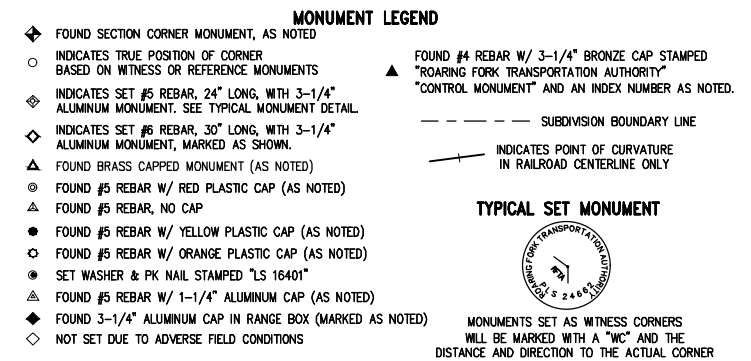 MONUMENT LEGEND
FOUND SECTION CORNER MONUMENT, AS NOTED
INDICATES TRUE POSITION OF CORNER
BASED ON WITNESS OR REFERENCE MONUMENTS
INDICATES SET #5 REBAR, 24" LONG, WITH 3-1/4"
ALUMINUM MONUMENT. SEE TYPICAL MONUMENT DETAIL.
INDICATES SET #6 REBAR, 30" LONG, WITH 3-1/4"
ALUMINUM MONUMENT, MARKED AS SHOWN.
FOUND BRASS CAPPED MONUMENT (AS NOTED)
FOUND #5 REBAR W/ RED PLASTIC CAP (AS NOTED)
FOUND #5 REBAR, NO CAP
FOUND #5 REBAR W/ YELLOW PLASTIC CAP (AS NOTED)
FOUND #5 REBAR W/ ORANGE PLASTIC CAP (AS NOTED)
SET WASHER & PK NAIL STAMPED "LS 16401"
FOUND #5 REBAR W/ 1-1/4" ALUMINUM CAP (AS NOTED)
FOUND 3-1/4" ALUMINUM CAP IN RANGE BOX (MARKED AS NOTED)
NOT SET DUE TO ADVERSE FIELD CONDITIONS
FOUND #4 REBAR W/ 3-1/4" BRONZE CAP STAMPED
"ROARING FORK TRANSPORTATION AUTHORITY"
"CONTROL MONUMENT" AND AN INDEX NUMBER AS NOTED.
SUBDIVISION BOUNDARY LINE
INDICATES POINT OF CURVATURE
IN RAILROAD CENTERLINE ONLY
TYPICAL SET MONUMENT
ROARING FORK TRANSPORTATION AUTHORITY
RFTA
PLS 24662
MONUMENTS SET AS WITNESS CORNERS
WILL BE MARKED WITH A "WC" AND THE
DISTANCE AND DIRECTION TO THE ACTUAL CORNER